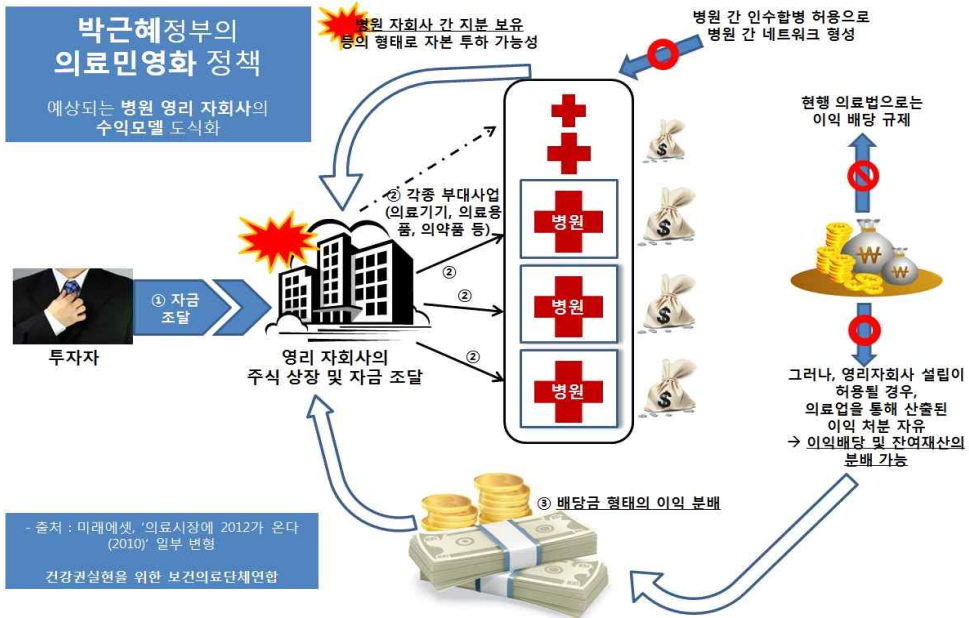 박근혜정부의
의료민영화 정책
예상되는 병원 영리 자회사의
수익모델 도식화
병원 자회사 간 지분 보유
등의 형태로 자본 투하 가능성
병원 간 인수합병 허용으로
병원 간 네트워크 형성
현행 의료법으로는
이익 배당 규제
② 각종 부대사업
(의료기기, 의료용
품, 의약품 등)
병원
②
① 자금
조달
②
병원
투자자
영리 자회사의
주식 상장 및 자금 조달
②
병원
그러나, 영리자회사 설립이
허용될 경우,
의료업을 통해 산출된
이익 처분 자유
→ 이익배당 및 잔여재산의
분배 가능
③ 배당금 형태의 이익 분배
- 출처 : 미래에셋, '의료시장에 2012가 온다
(2010)' 일부 변형
건강권실현을 위한 보건의료단체연합
$
$
$
$
₩
₩